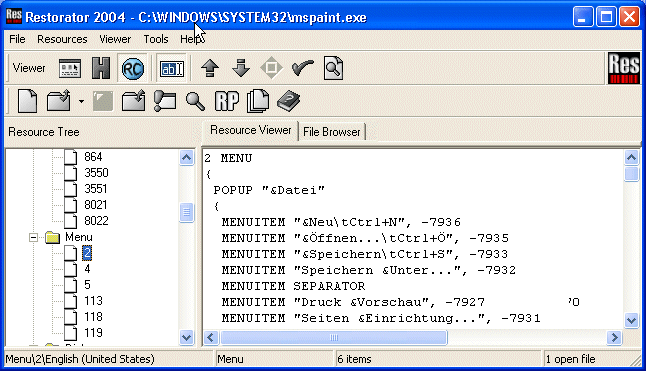 Restorator 2004 - C:\WINDOWS\SYSTEM32\mspaint.exe
File Resources Viewer Tools Help
Viewer RC ab Res
RP
Resource Tree Resource Viewer File Browser
864
3550
3551
8021
8022
Menu
2
4
5
113
118
119
2 MENU
{
POPUP "&Datei"
{
MENUITEM "&Neu\tCtrl+N", -7936
MENUITEM "&Öffnen...\tCtrl+O", -7935
MENUITEM "&Speichern\tCtrl+S", -7933
MENUITEM "Speichern &Unter...", -7932
MENUITEM SEPARATOR
MENUITEM "Druck &Vorschau", -7927 'O
MENUITEM "Seiten &Einrichtung...", -7931
Menu\2\English (United States) Menu 6 items 1 open file